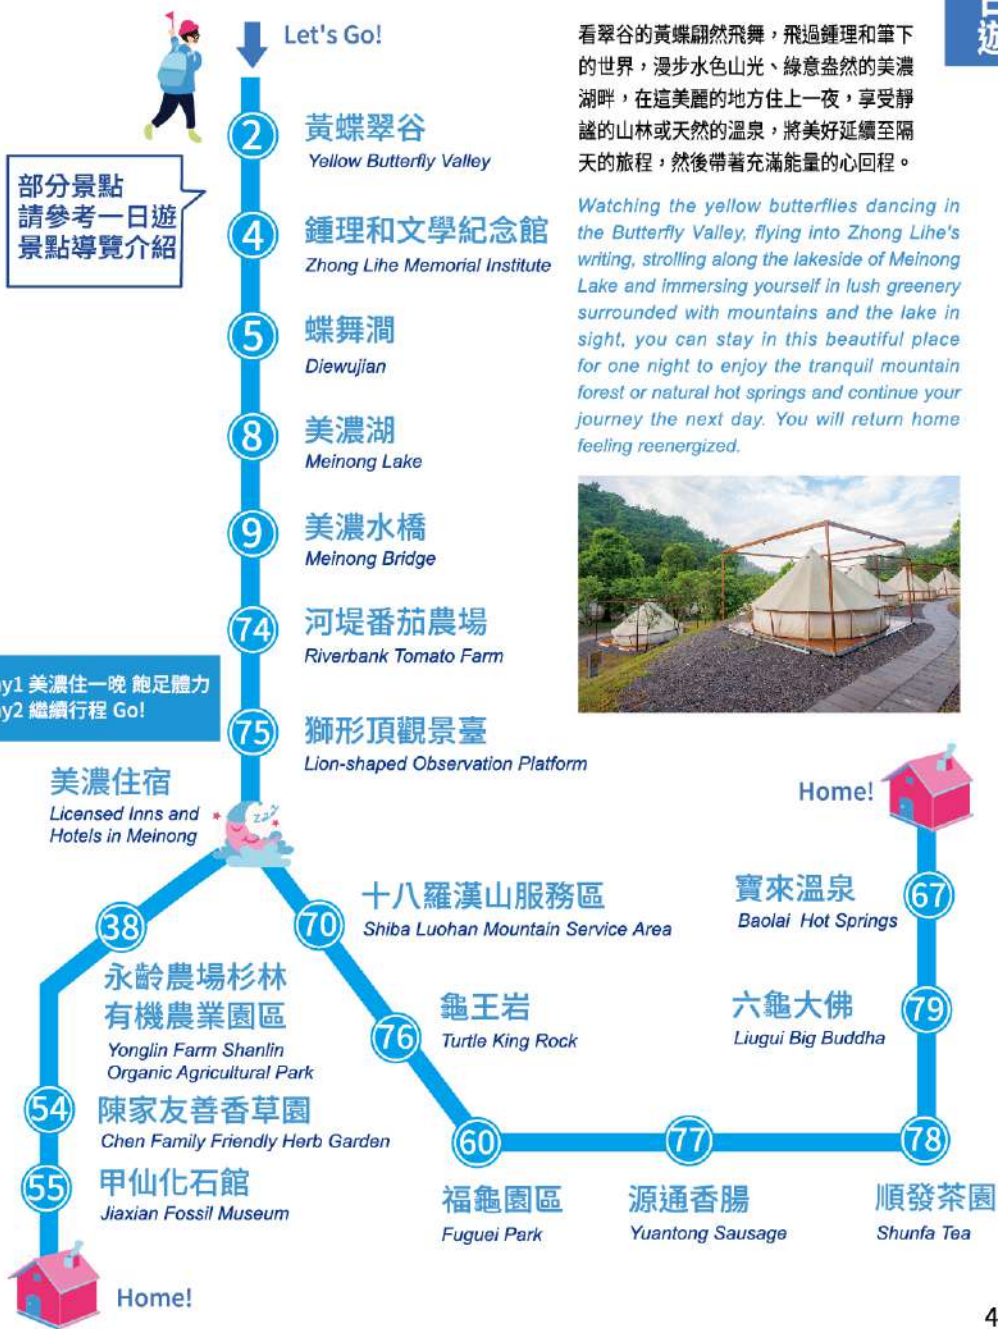 Let's Go!
2
黃蝶翠谷
Yellow Butterfly Valley
部分景點
請參考一日遊
景點導覽介紹
4
鍾理和文學紀念館
Zhong Lihe Memorial Institute
5
蝶舞澗
Diewujian
8
美濃湖
Meinong Lake
9
美濃水橋
Meinong Bridge
74
河堤番茄農場
Riverbank Tomato Farm
75
獅形頂觀景臺
Lion-shaped Observation Platform
y1 美濃住一晚 飽足體力
y2 繼續行程 Go!
美濃住宿
Licensed Inns and
Hotels in Meinong
zzz
38
永齡農場杉林
有機農業園區
Yonglin Farm Shanlin
Organic Agricultural Park
54
陳家友善香草園
Chen Family Friendly Herb Garden
55
甲仙化石館
Jiaxian Fossil Museum
Home!
70
十八羅漢山服務區
Shiba Luohan Mountain Service Area
76
龜王岩
Turtle King Rock
60
福龜園區
Fuguei Park
77
源通香腸
Yuantong Sausage
78
順發茶園
Shunfa Tea
79
六龜大佛
Liugui Big Buddha
67
寶來溫泉
Baolai Hot Springs
Home!
日遊
看翠谷的黃蝶翩然飛舞，飛過鍾理和筆下
的世界，漫步水色山光、綠意盎然的美濃
湖畔，在這美麗的地方住上一夜，享受靜
謐的山林或天然的溫泉，將美好延續至隔
天的旅程，然後帶著充滿能量的心回程。
Watching the yellow butterflies dancing in
the Butterfly Valley, flying into Zhong Lihe's
writing, strolling along the lakeside of Meinong
Lake and immersing yourself in lush greenery
surrounded with mountains and the lake in
sight, you can stay in this beautiful place
for one night to enjoy the tranquil mountain
forest or natural hot springs and continue your
journey the next day. You will return home
feeling reenergized.
4